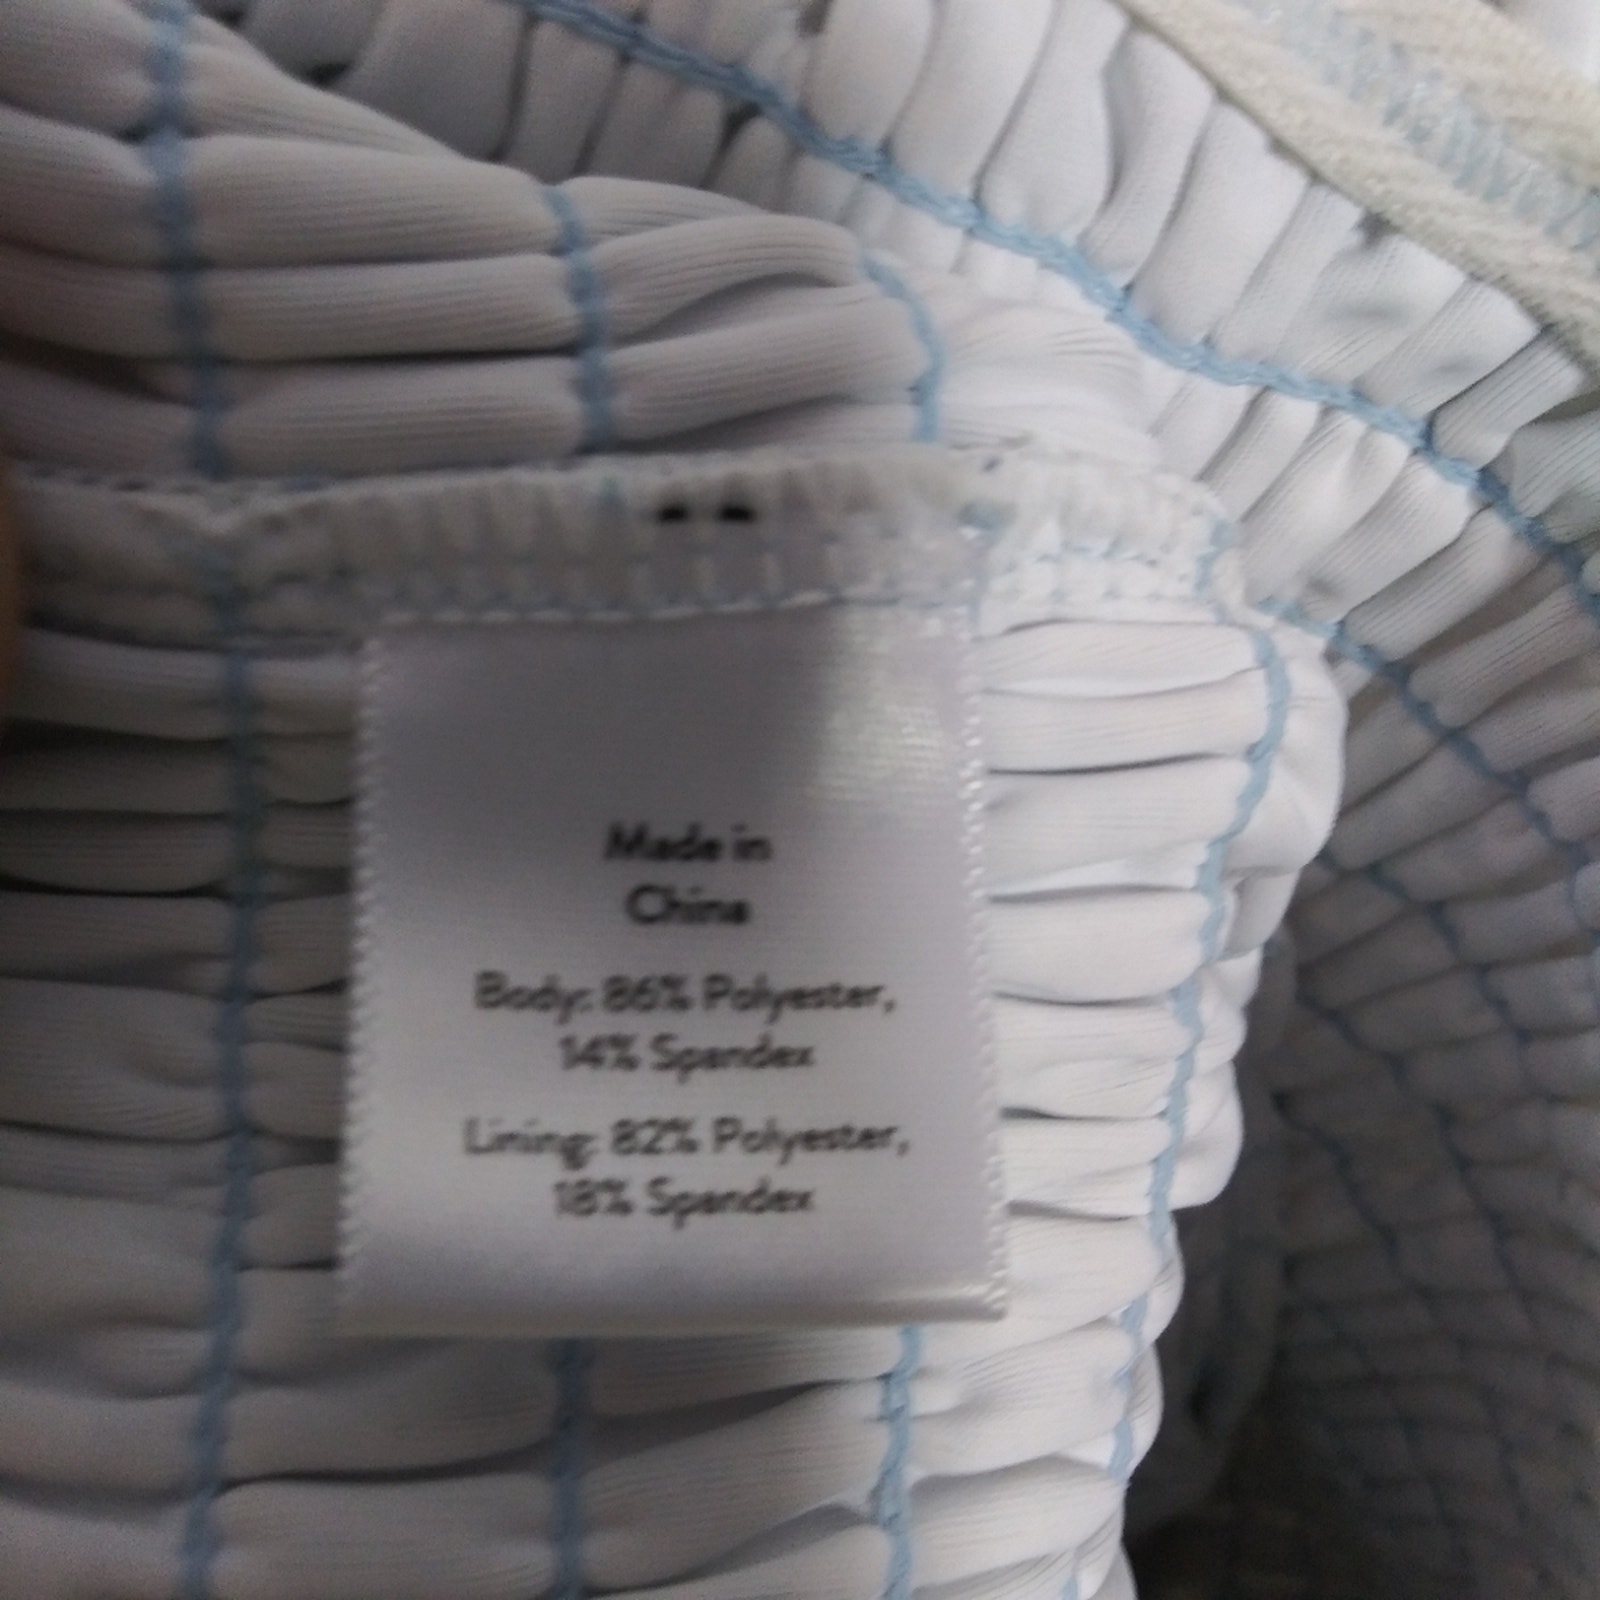 Made in
China
Body: 86% Polyester,
14% Spandex
Lining: 82% Polyester,
18% Spandex